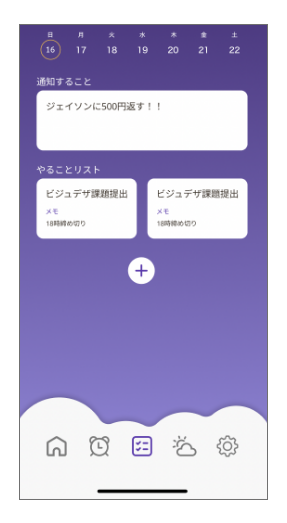 日 月 火 水 木 金 土
16 17 18 19 20 21 22
通知すること
ジェイソンに500円返す！！
やることリスト
ビジュデザ課題提出
メモ
18時締め切り
ビジュデザ課題提出
メモ
18時締め切り